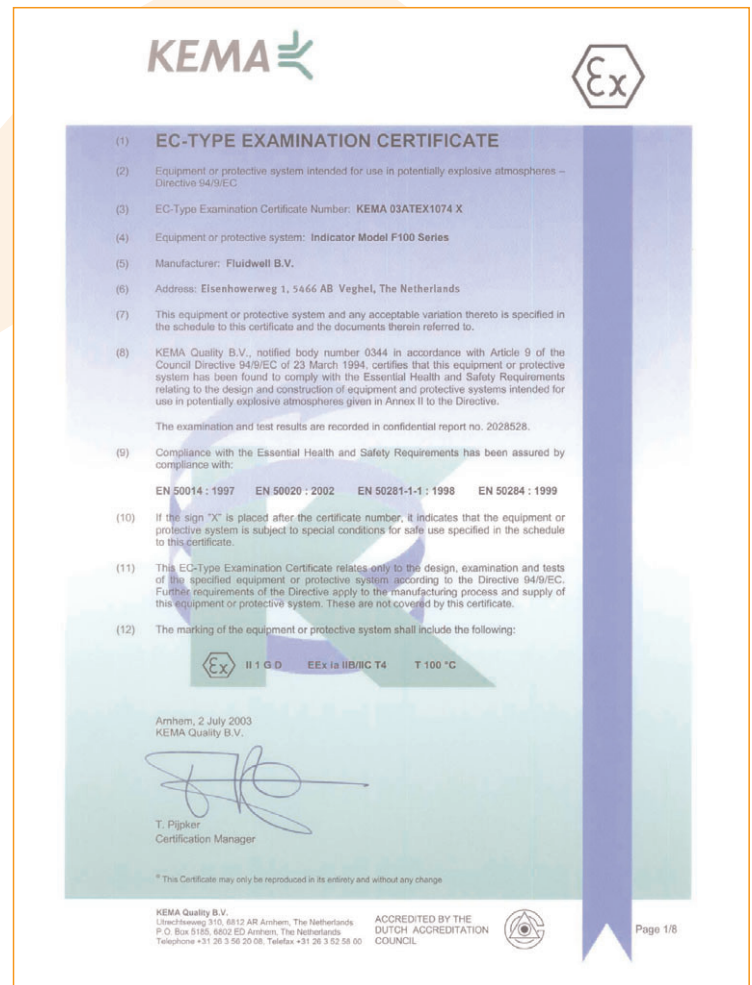 KEMA
Ex
(1) EC-TYPE EXAMINATION CERTIFICATE
(2) Equipment or protective system intended for use in potentially explosive atmospheres –
Directive 94/9/EC
(3) EC-Type Examination Certificate Number: KEMA 03ATEX1074 X
(4) Equipment or protective system: Indicator Model F100 Series
(5) Manufacturer: Fluidwell B.V.
(6) Address: Eisenhowerweg 1, 5466 AB Veghel, The Netherlands
(7) This equipment or protective system and any acceptable variation thereto is specified in
the schedule to this certificate and the documents therein referred to.
(8) KEMA Quality B.V., notified body number 0344 in accordance with Article 9 of the
Council Directive 94/9/EC of 23 March 1994, certifies that this equipment or protective
system has been found to comply with the Essential Health and Safety Requirements
relating to the design and construction of equipment and protective systems intended for
use in potentially explosive atmospheres given in Annex II to the Directive.
The examination and test results are recorded in confidential report no. 2028528.
(9) Compliance with the Essential Health and Safety Requirements has been assured by
compliance with:
EN 50014 : 1997 EN 50020 : 2002 EN 50281-1-1 : 1998 EN 50284 : 1999
(10) If the sign "X" is placed after the certificate number, it indicates that the equipment or
protective system is subject to special conditions for safe use specified in the schedule
to this certificate.
(11) This EC-Type Examination Certificate relates only to the design, examination and tests
of the specified equipment or protective system according to the Directive 94/9/EC.
Further requirements of the Directive apply to the manufacturing process and supply of
this equipment or protective system. These are not covered by this certificate.
(12) The marking of the equipment or protective system shall include the following:
Ex II 1 G D EEx ia IIB/IIC T4 T 100 °C
Arnhem, 2 July 2003
KEMA Quality B.V.
T. Pijpker
Certification Manager
® This Certificate may only be reproduced in its entirety and without any change
KEMA Quality B.V.
Utrechtseweg 310, 6812 AR Arnhem, The Netherlands
P.O. Box 5185, 6802 ED Arnhem, The Netherlands
Telephone +31 26 3 56 20 08, Telefax +31 26 3 52 58 00
ACCREDITED BY THE
DUTCH ACCREDITATION
COUNCIL
Page 1/8